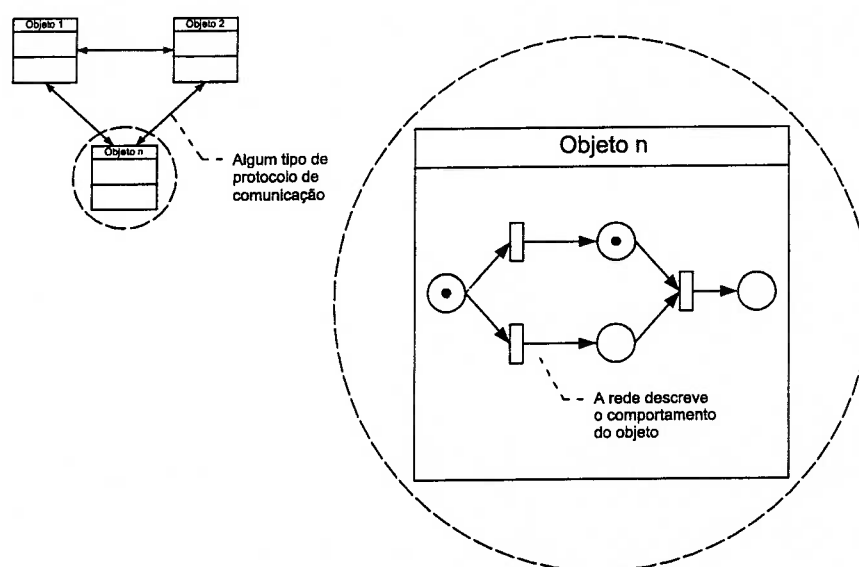 Objeto 1
Objeto 2
Objeto n
Algum tipo de
protocolo de
comunicação
Objeto n
A rede descreve
o comportamento
do objeto